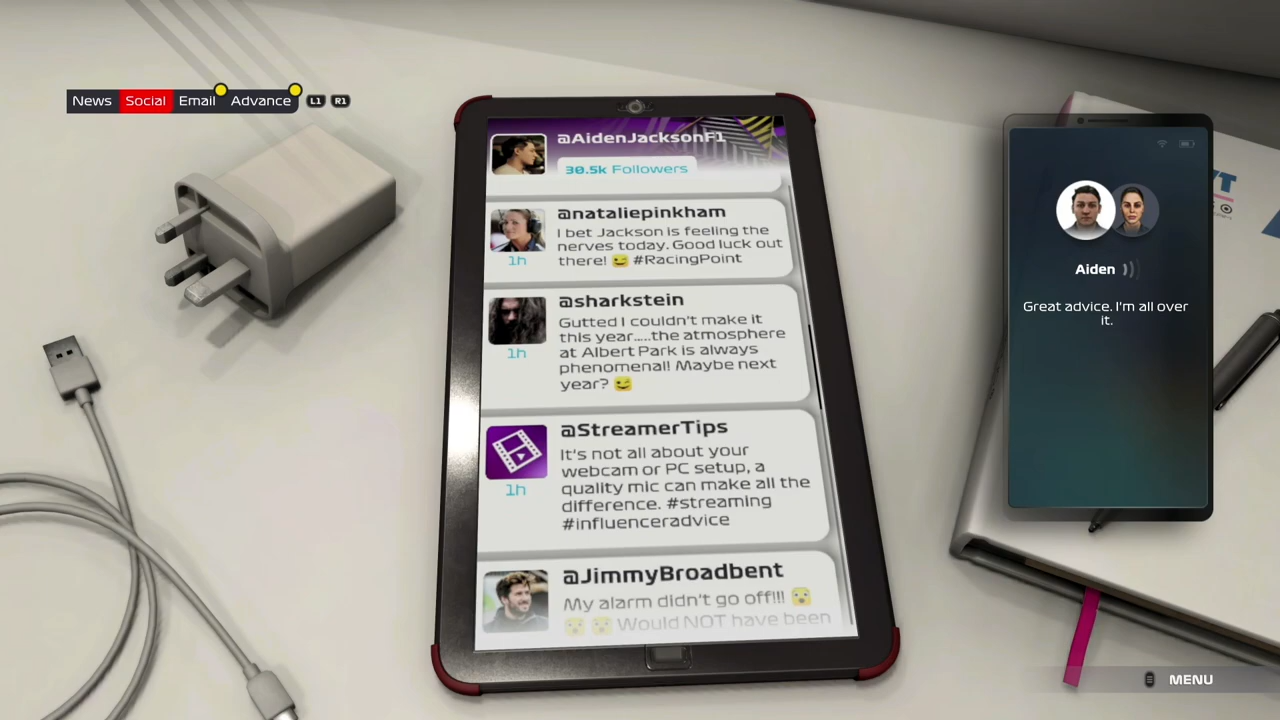 News Social Email Advance L1 R1
@AidenJacksonF1
30.5k Followers
@nataliepinkham
I bet Jackson is feeling the
nerves today. Good luck out
there! 😉 #RacingPoint
1h
@sharkstein
Gutted I couldn't make it
this year.....the atmosphere
at Albert Park is always
phenomenal! Maybe next
year? 😉
1h
@StreamerTips
It's not all about your
webcam or PC setup, a
quality mic can make all the
difference. #streaming
#influenceradvice
1h
@JimmyBroadbent
My alarm didn't go off!!! 😲
😲 😲 Would NOT have been
Aiden
Great advice. I'm all over
it.
MENU